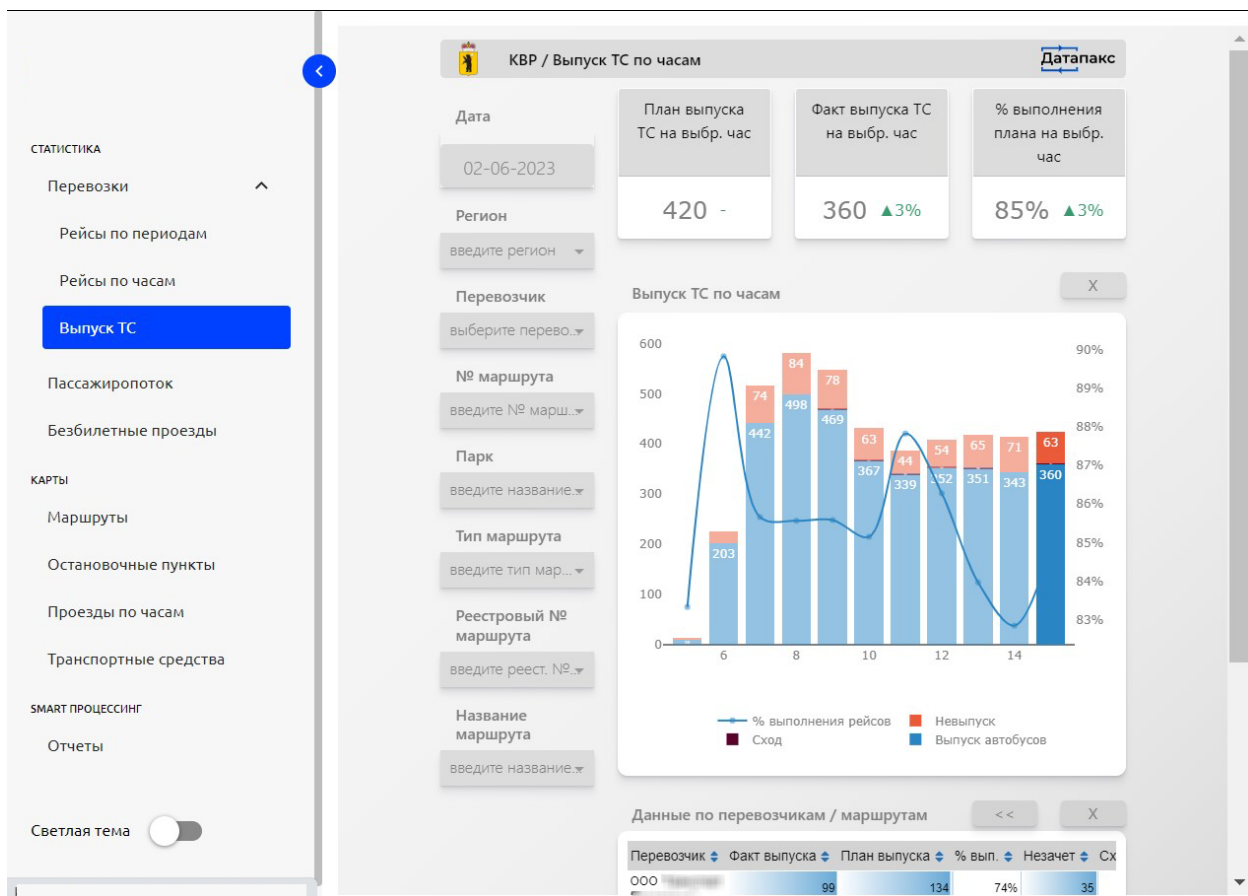 КВР / Выпуск ТС по часам
Датапакс
СТАТИСТИКА
Перевозки
Рейсы по периодам
Рейсы по часам
Выпуск ТС
Пассажиропоток
Безбилетные проезды
КАРТЫ
Маршруты
Остановочные пункты
Проезды по часам
Транспортные средства
SMART ПРОЦЕССИНГ
Отчеты
Светлая тема
Дата
02-06-2023
Регион
введите регион
Перевозчик
выберите перево...
№ маршрута
введите № марш...
Парк
введите название...
Тип маршрута
введите тип мар...
Реестровый №
маршрута
введите реест. №...
Название
маршрута
введите название...
План выпуска
ТС на выбр. час
420 -
Факт выпуска ТС
на выбр. час
360 ▲3%
% выполнения
плана на выбр.
час
85% ▲3%
Выпуск ТС по часам
X
600
500
400
300
200
100
0
90%
89%
88%
87%
86%
85%
84%
83%
74
84
78
63
44
54
65
71
63
203
442
498
469
367
339
352
351
343
360
6
8
10
12
14
% выполнения рейсов
Невыпуск
Сход
Выпуск автобусов
Данные по перевозчикам / маршрутам
<<
X
Перевозчик Факт выпуска План выпуска % вып. Незачет Сх
ООО
99 134 74% 35